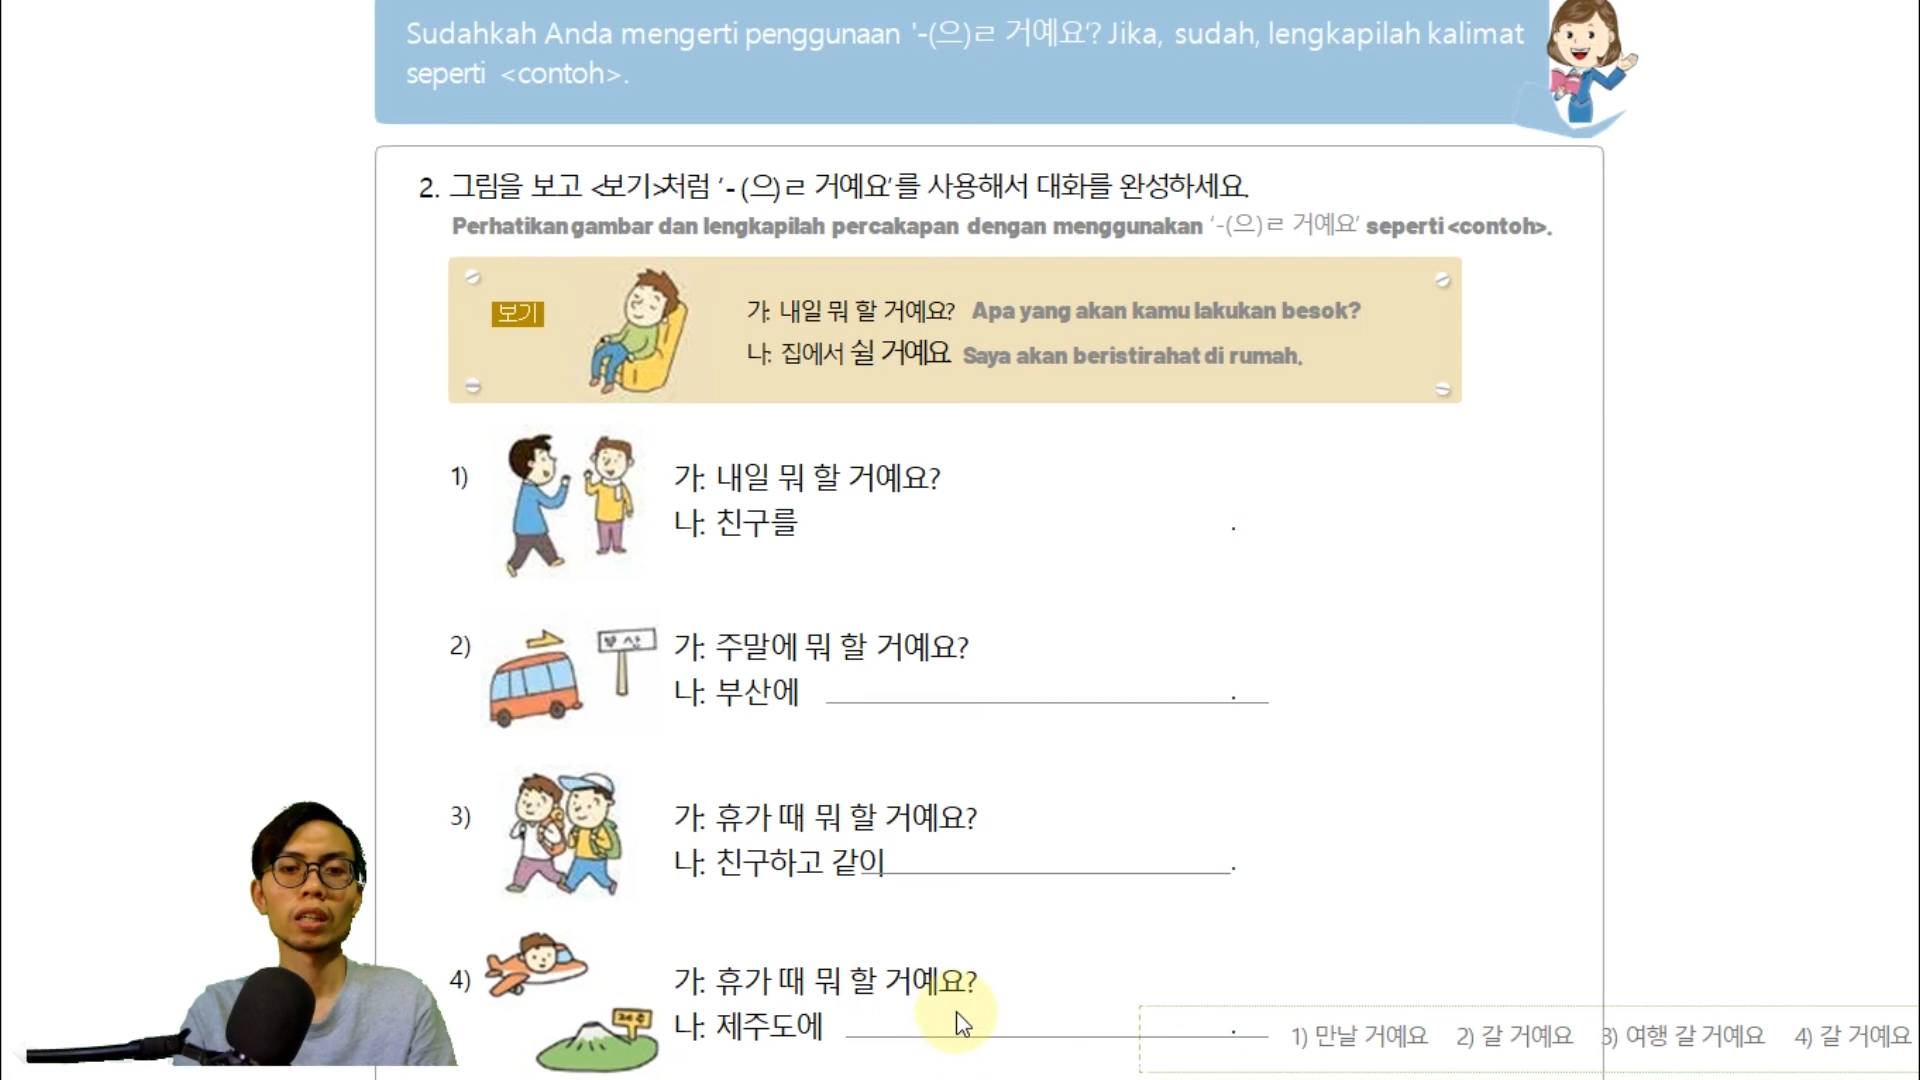 Sudahkah Anda mengerti penggunaan '-(으)ㄹ 거예요'? Jika, sudah, lengkapilah kalimat
seperti <contoh>.
2. 그림을 보고 <보기>처럼 '-(으)ㄹ 거예요'를 사용해서 대화를 완성하세요.
Perhatikan gambar dan lengkapilah percakapan dengan menggunakan '-(으)ㄹ 거예요' seperti <contoh>.
보기
가: 내일 뭐 할 거예요? Apa yang akan kamu lakukan besok?
나: 집에서 쉴 거예요 Saya akan beristirahat di rumah.
1)
가: 내일 뭐 할 거예요?
나: 친구를 .
2)
부산
가: 주말에 뭐 할 거예요?
나: 부산에 .
3)
가: 휴가 때 뭐 할 거예요?
나: 친구하고 같이 .
4)
제주
가: 휴가 때 뭐 할 거예요?
나: 제주도에 .
1) 만날 거예요 2) 갈 거예요 3) 여행 갈 거예요 4) 갈 거예요